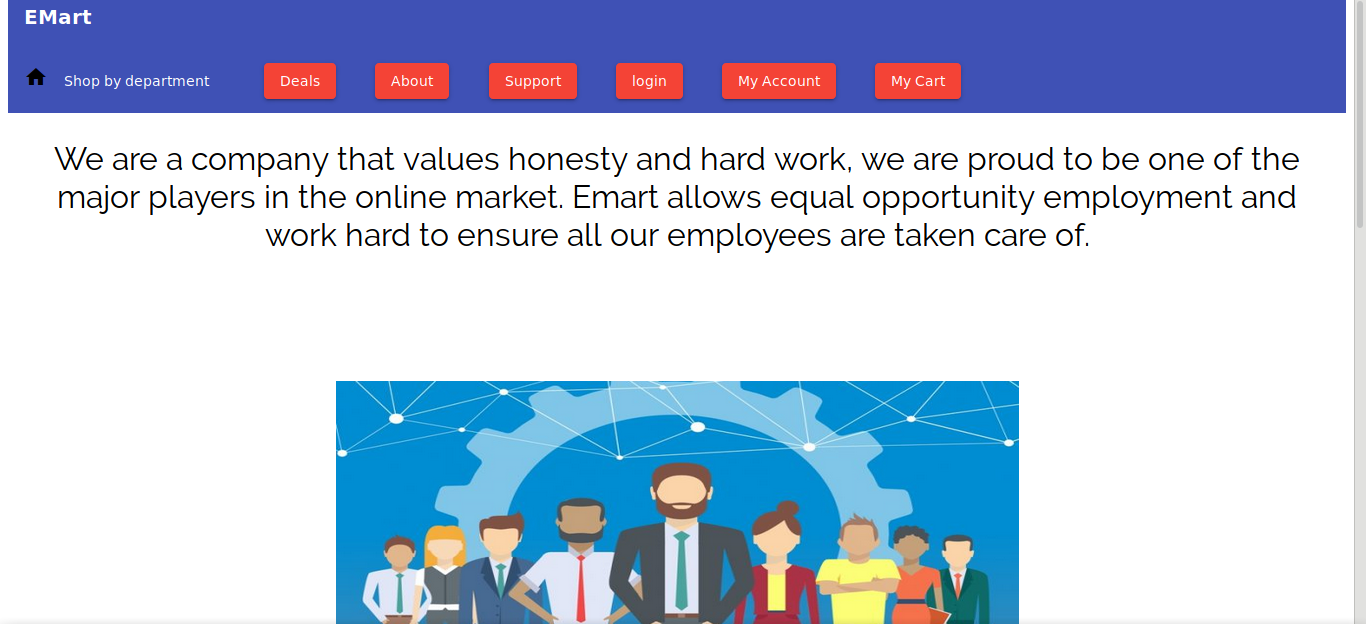 EMart
Shop by department Deals About Support login My Account My Cart
We are a company that values honesty and hard work, we are proud to be one of the
major players in the online market. Emart allows equal opportunity employment and
work hard to ensure all our employees are taken care of.